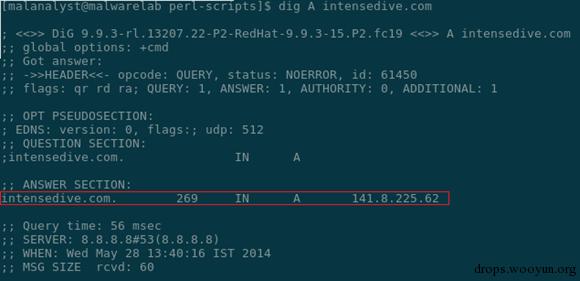 [malanalyst@malwarelab perl-scripts]$ dig A intensedive.com
; <<>> DiG 9.9.3-rl.13207.22-P2-RedHat-9.9.3-15.P2.fc19 <<>> A intensedive.com
;; global options: +cmd
;; Got answer:
;; ->>HEADER<<- opcode: QUERY, status: NOERROR, id: 61450
;; flags: qr rd ra; QUERY: 1, ANSWER: 1, AUTHORITY: 0, ADDITIONAL: 1
;; OPT PSEUDOSECTION:
; EDNS: version: 0, flags:; udp: 512
;; QUESTION SECTION:
;intensedive.com. IN A
;; ANSWER SECTION:
intensedive.com. 269 IN A 141.8.225.62
;; Query time: 56 msec
;; SERVER: 8.8.8.8#53(8.8.8.8)
;; WHEN: Wed May 28 13:40:16 IST 2014
;; MSG SIZE rcvd: 60
drops.wooyun.org